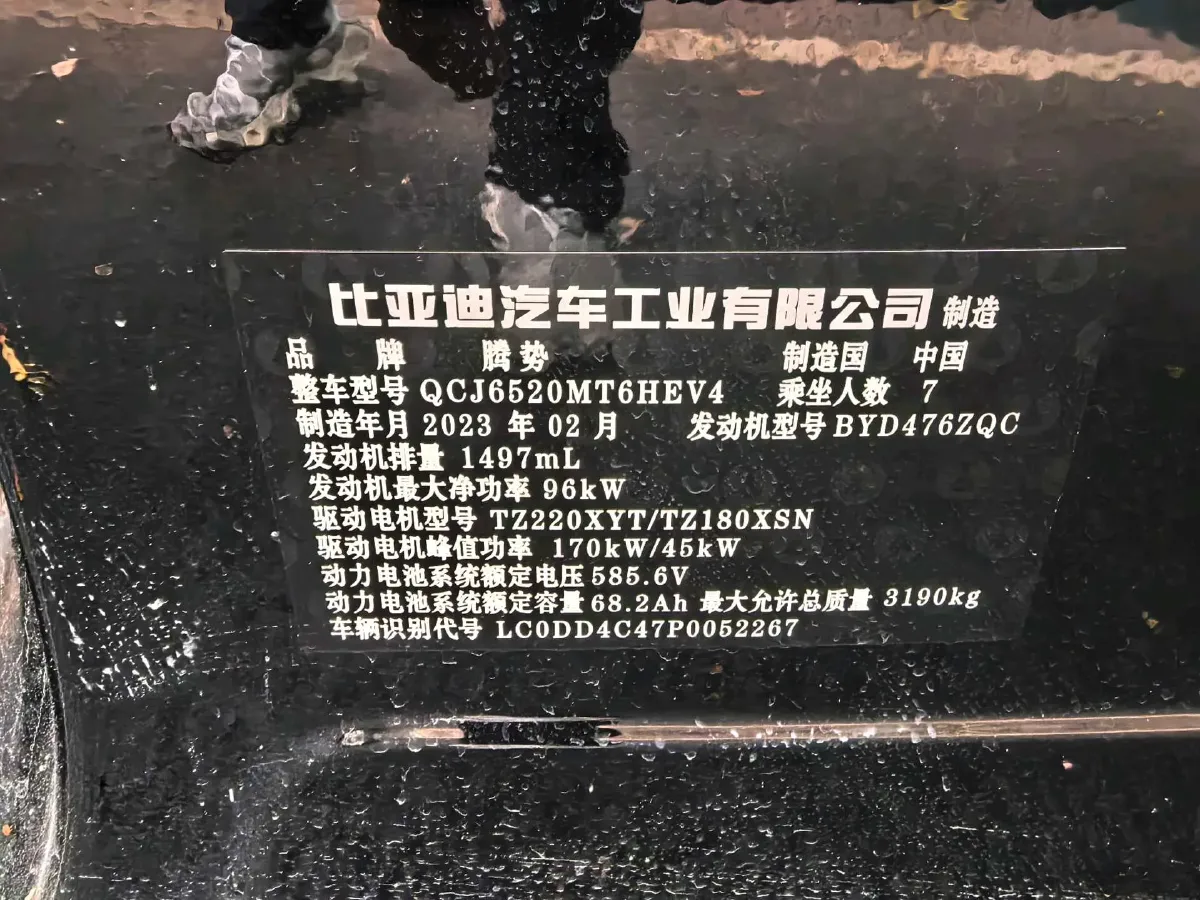 比亚迪汽车工业有限公司 制造
品 牌 腾势 制造国 中国
整车型号 QCJ6520MT6HEV4 乘坐人数 7
制造年月 2023 年 02 月 发动机型号 BYD476ZQC
发动机排量 1497mL
发动机最大净功率 96kW
驱动电机型号 TZ220XYT/TZ180XSN
驱动电机峰值功率 170kW/45kW
动力电池系统额定电压 585.6V
动力电池系统额定容量 68.2Ah 最大允许总质量 3190kg
车辆识别代号 LC0DD4C47P0052267